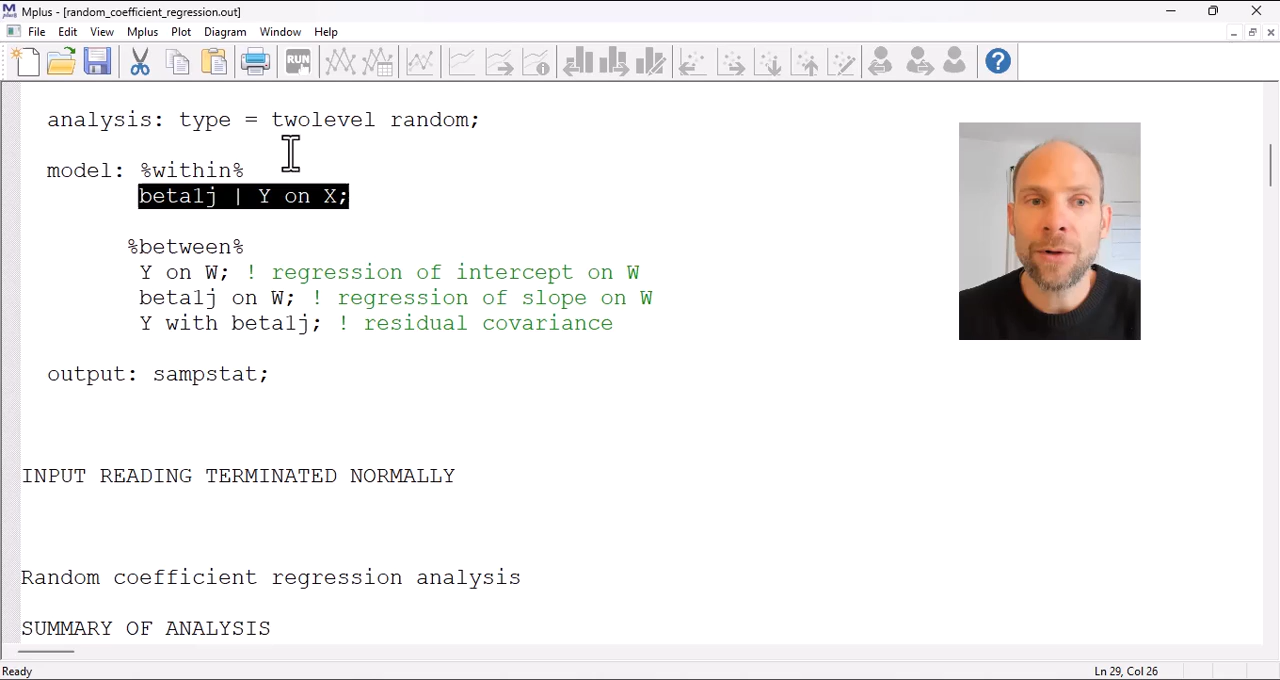 Mplus - [random_coefficient_regression.out]
File Edit View Mplus Plot Diagram Window Help
RUN
analysis: type = twolevel random;
model: %within%
beta1j | Y on X;
%between%
Y on W; ! regression of intercept on W
beta1j on W; ! regression of slope on W
Y with beta1j; ! residual covariance
output: sampstat;
INPUT READING TERMINATED NORMALLY
Random coefficient regression analysis
SUMMARY OF ANALYSIS
Ready
Ln 29, Col 26